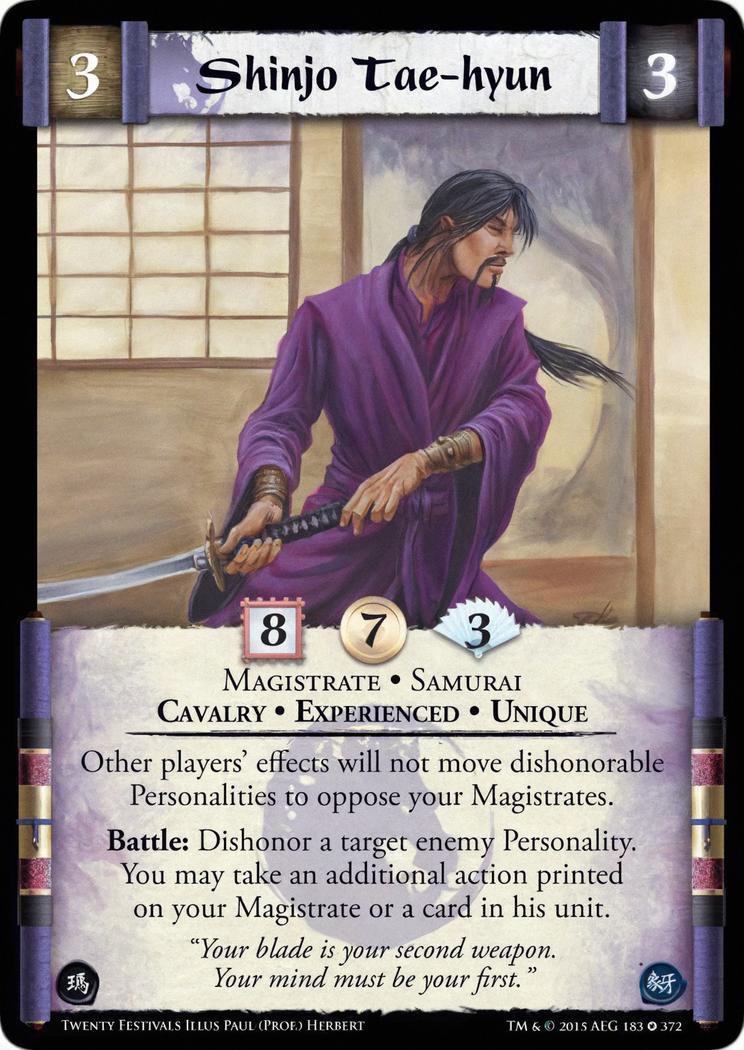 3
Shinjo Tae-hyun
3
8
7
3
Magistrate • Samurai
Cavalry • Experienced • Unique
Other players’ effects will not move dishonorable
Personalities to oppose your Magistrates.
Battle: Dishonor a target enemy Personality.
You may take an additional action printed
on your Magistrate or a card in his unit.
“Your blade is your second weapon.
Your mind must be your first.”
瑪
象牙
Twenty Festivals Illus Paul (Prof.) Herbert
TM & © 2015 AEG 183 ✪ 372